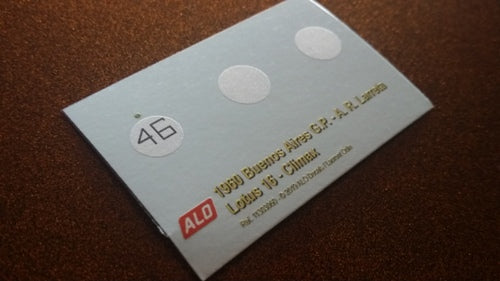 46
1960 Buenos Aires G.P. - A. R. Larreta
Lotus 16 - Climax
ALO